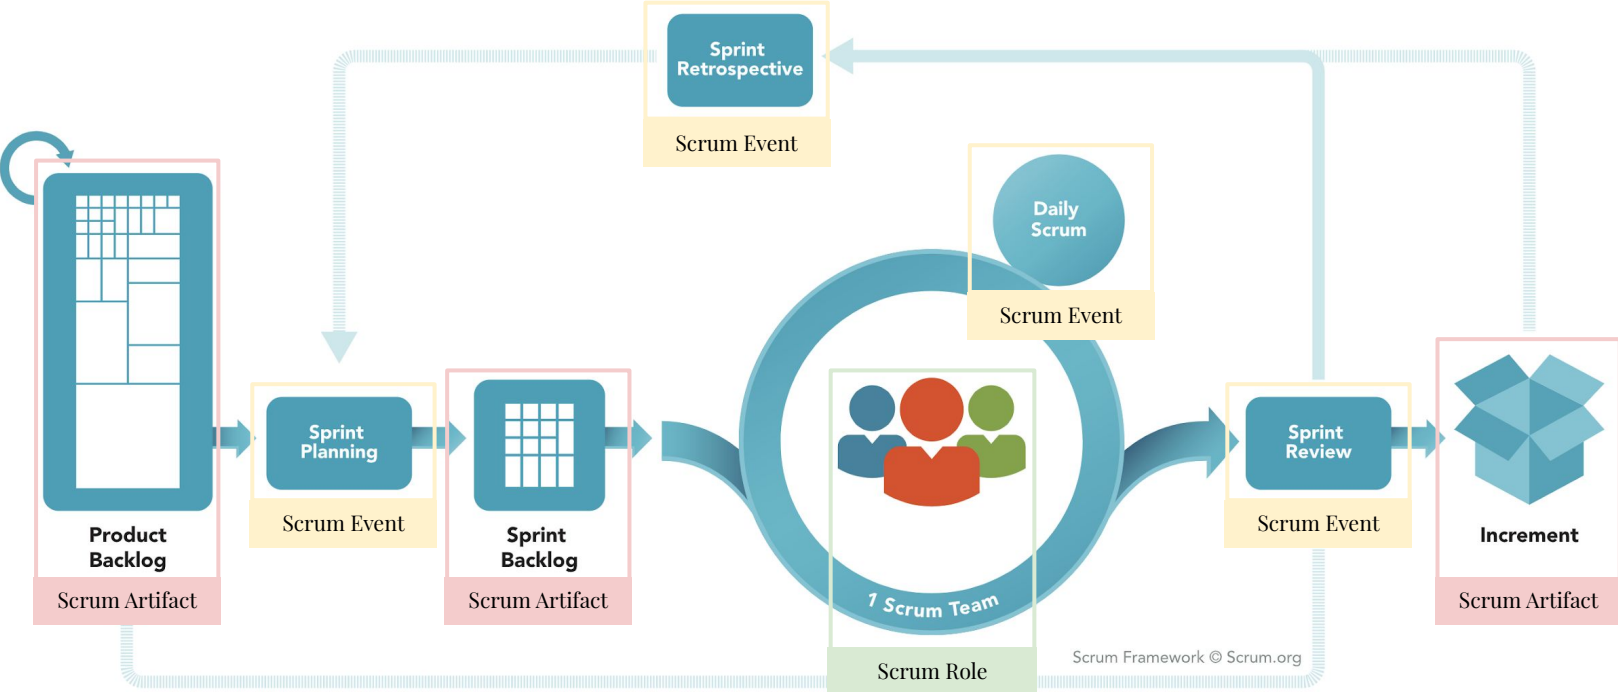 Sprint
Retrospective
Scrum Event
Daily
Scrum
Scrum Event
Product
Backlog
Scrum Artifact
Sprint
Planning
Scrum Event
Sprint
Backlog
Scrum Artifact
1 Scrum Team
Scrum Role
Sprint
Review
Scrum Event
Increment
Scrum Artifact
Scrum Framework © Scrum.org